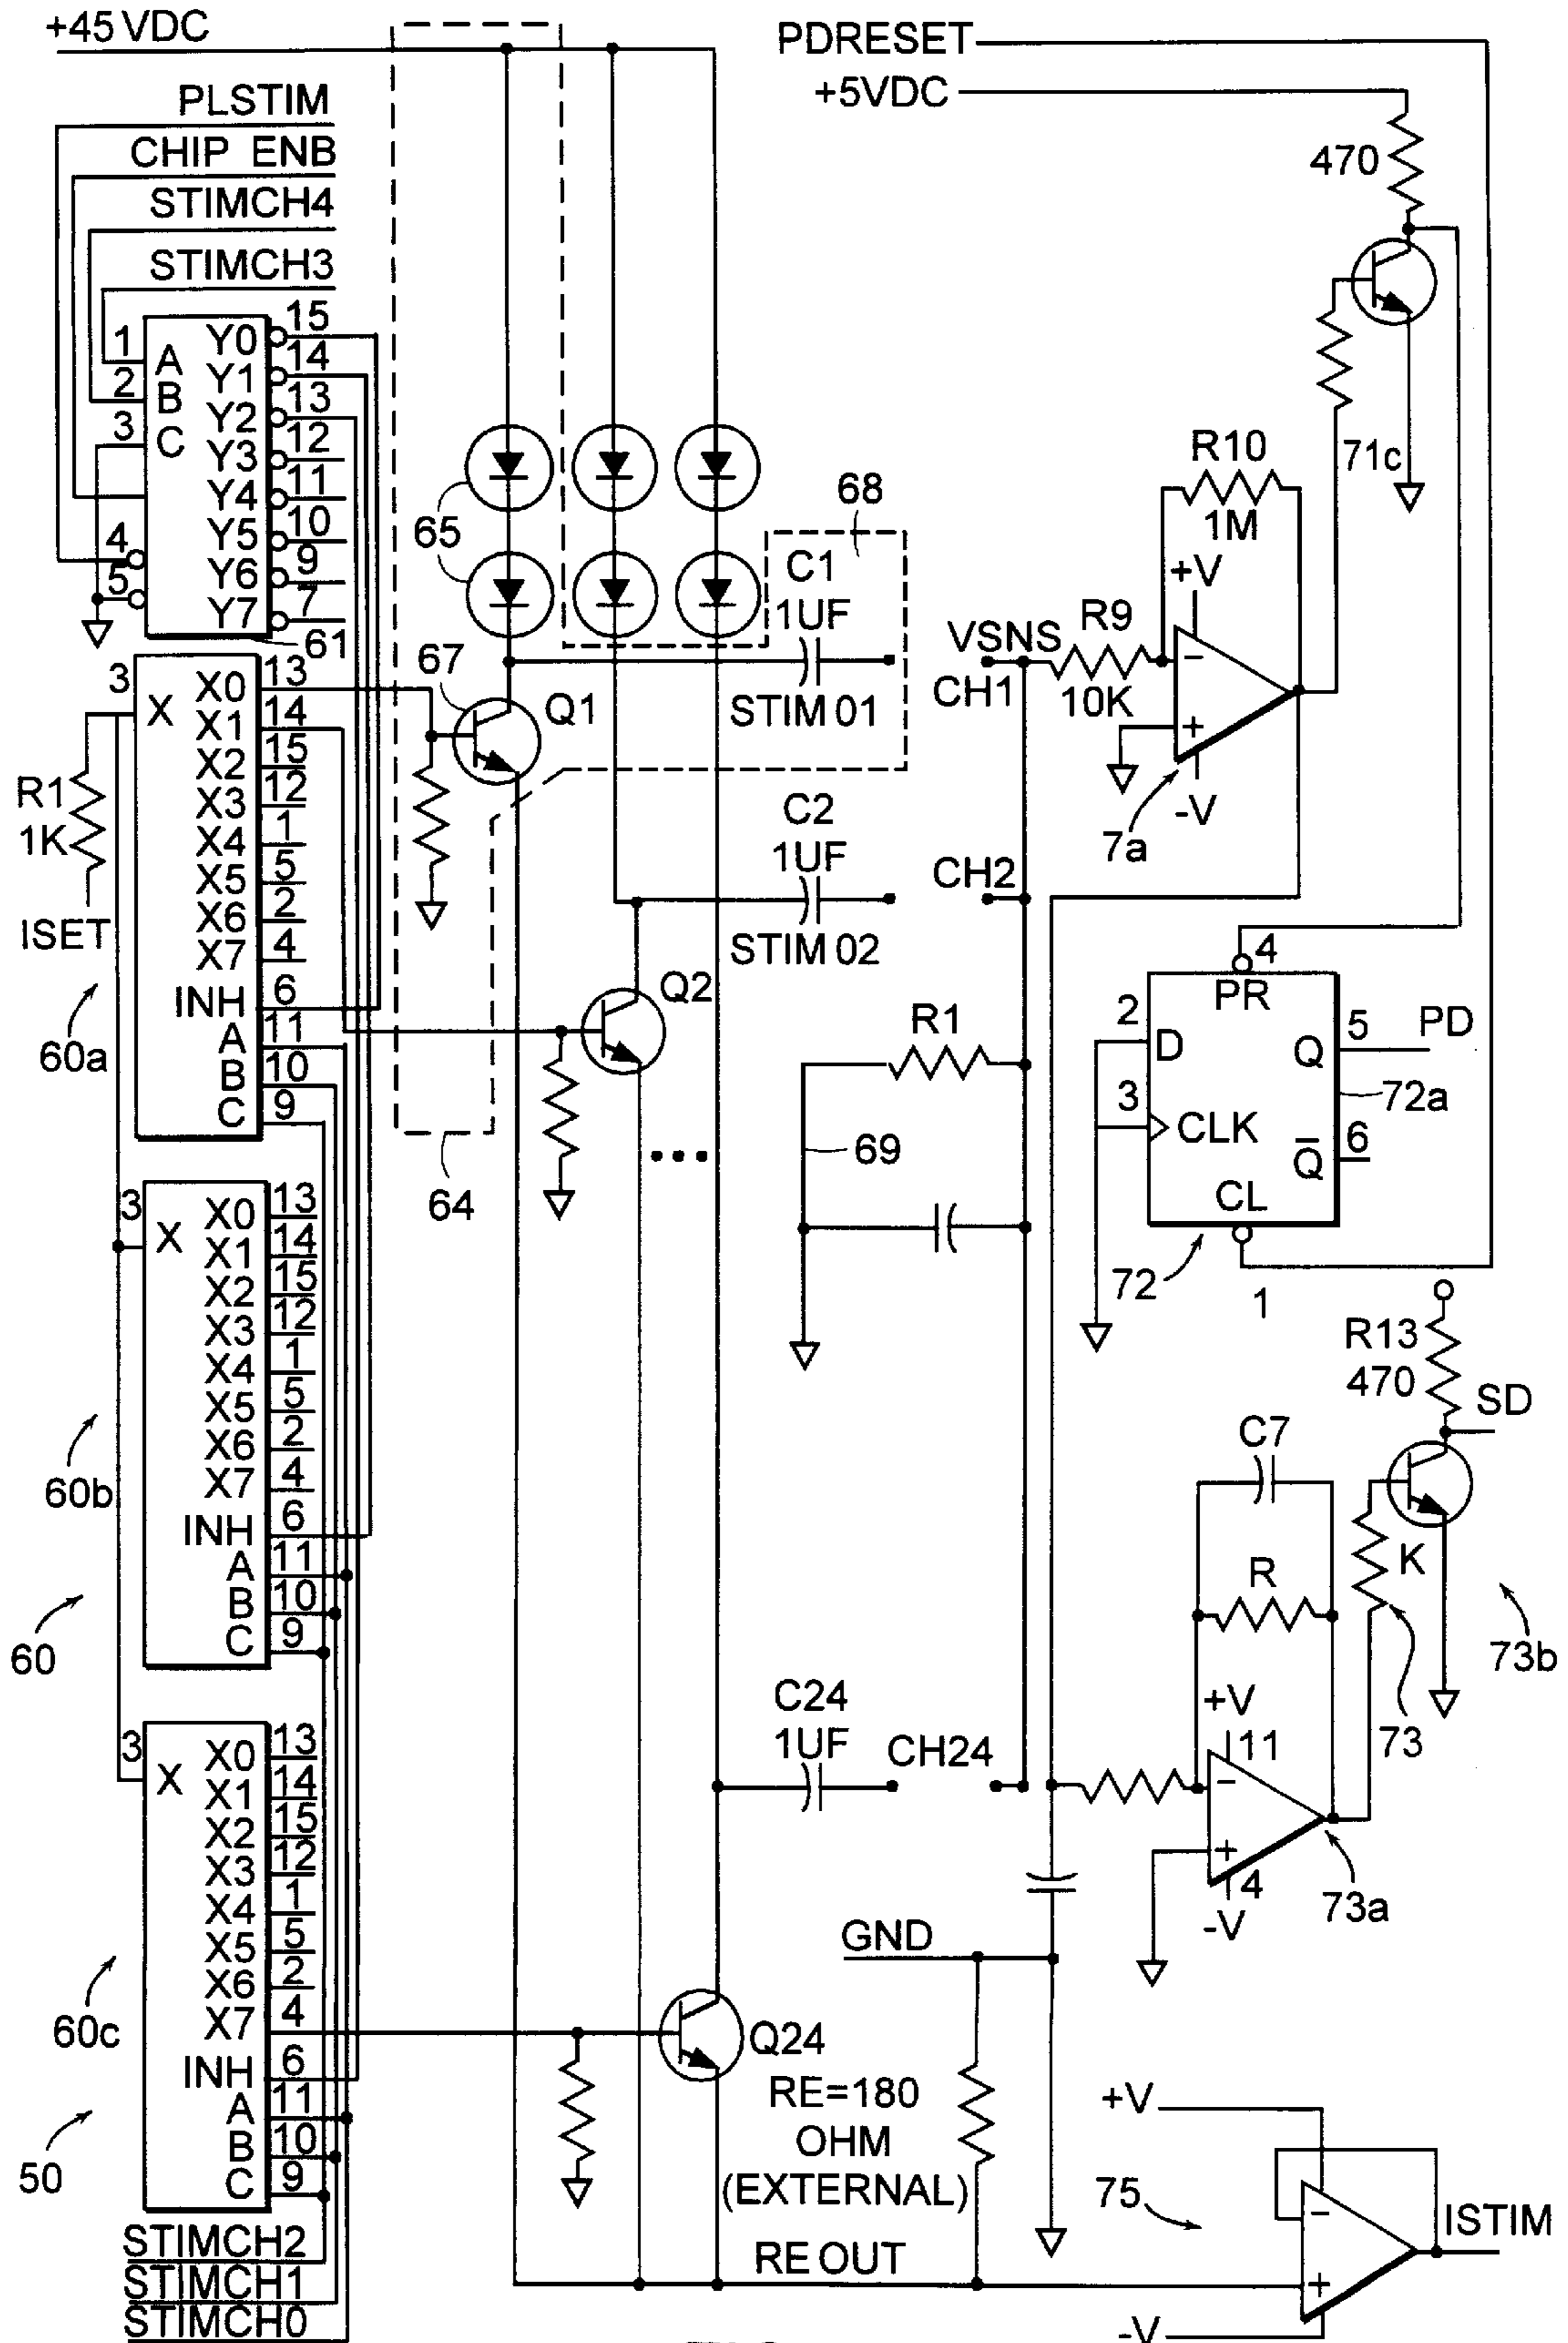 +45 VDC
PLSTIM
CHIP ENB
STIMCH4
STIMCH3
1 A Y0 15
2 B Y1 14
3 C Y2 13
Y3 12
Y4 11
Y5 10
4 Y6 9
5 Y7 7
61
3 X X0 13
X1 14
X2 15
X3 12
X4 1
X5 5
X6 2
X7 4
INH 6
A 11
B 10
C 9
R1
1K
ISET
60a
3 X X0 13
X1 14
X2 15
X3 12
X4 1
X5 5
X6 2
X7 4
INH 6
A 11
B 10
C 9
60b
60
3 X X0 13
X1 14
X2 15
X3 12
X4 1
X5 5
X6 2
X7 4
INH 6
A 11
B 10
C 9
60c
50
STIMCH2
STIMCH1
STIMCH0
65
67
Q1
64
68
C1
1UF
STIM 01
C2
1UF
STIM 02
Q2
...
C24
1UF
Q24
RE=180
OHM
(EXTERNAL)
RE OUT
GND
PDRESET
+5VDC
470
71c
VSNS
CH1
CH2
CH24
R1
69
R9
10K
R10
1M
+V
-
+
-V
7a
4
PR
2 D
3 CLK
Q 5 PD
72a
Q̅ 6
CL
72
1
R13
470
SD
C7
R
K
73b
73
+V
11
-
+
4
-V
73a
+V
75
-
+
ISTIM
-V